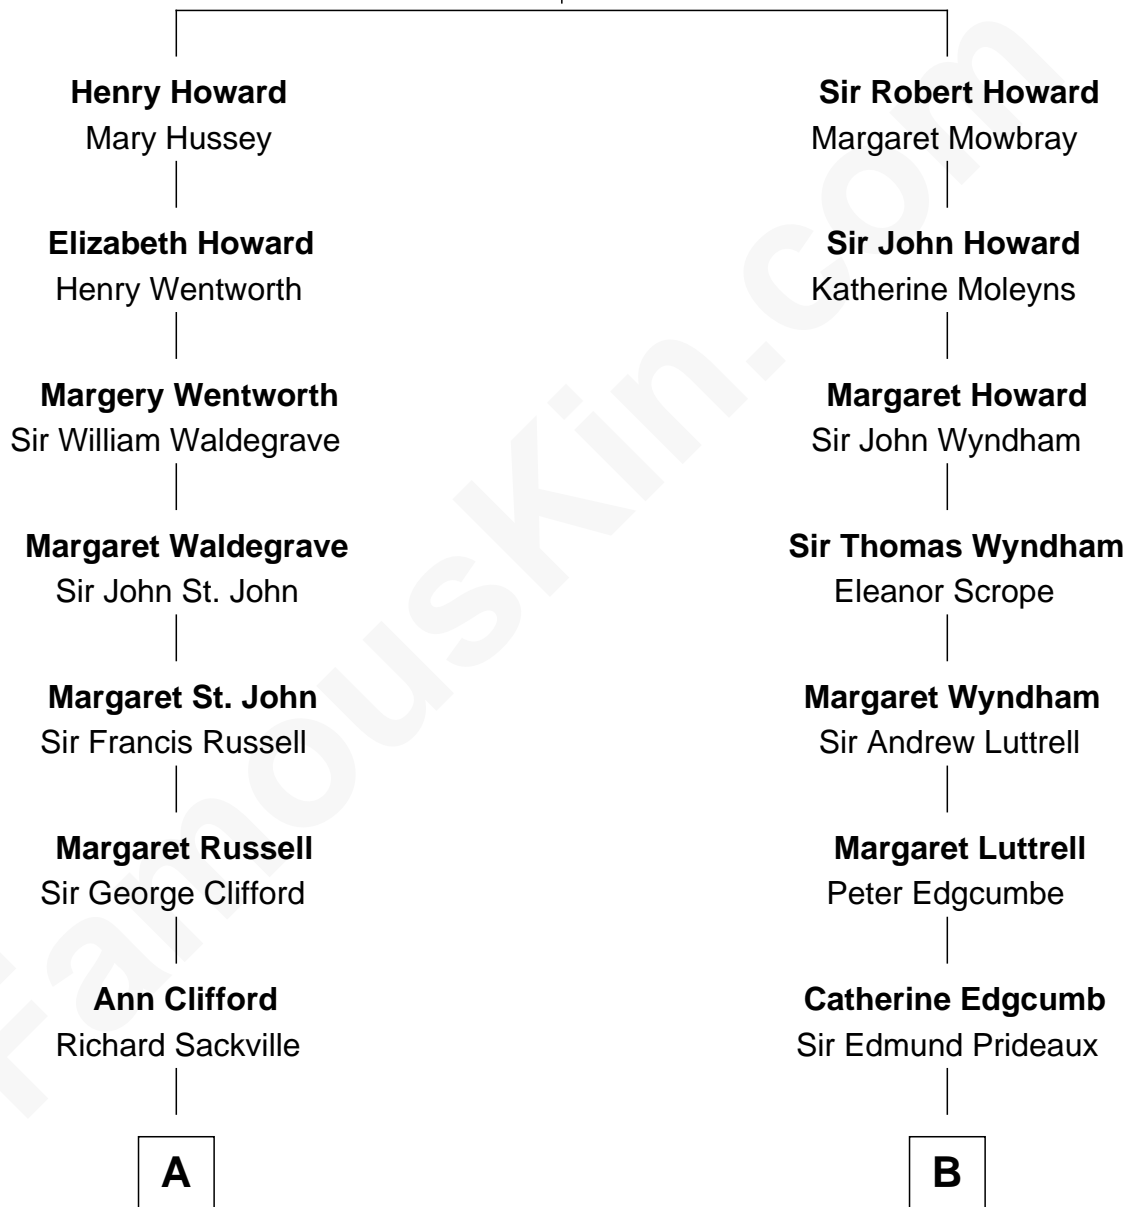 Henry Howard
Mary Hussey
Elizabeth Howard
Henry Wentworth
Margery Wentworth
Sir William Waldegrave
Margaret Waldegrave
Sir John St. John
Margaret St. John
Sir Francis Russell
Margaret Russell
Sir George Clifford
Ann Clifford
Richard Sackville
A
Sir Robert Howard
Margaret Mowbray
Sir John Howard
Katherine Moleyns
Margaret Howard
Sir John Wyndham
Sir Thomas Wyndham
Eleanor Scrope
Margaret Wyndham
Sir Andrew Luttrell
Margaret Luttrell
Peter Edgcumbe
Catherine Edgcumb
Sir Edmund Prideaux
B
FamousKin.com